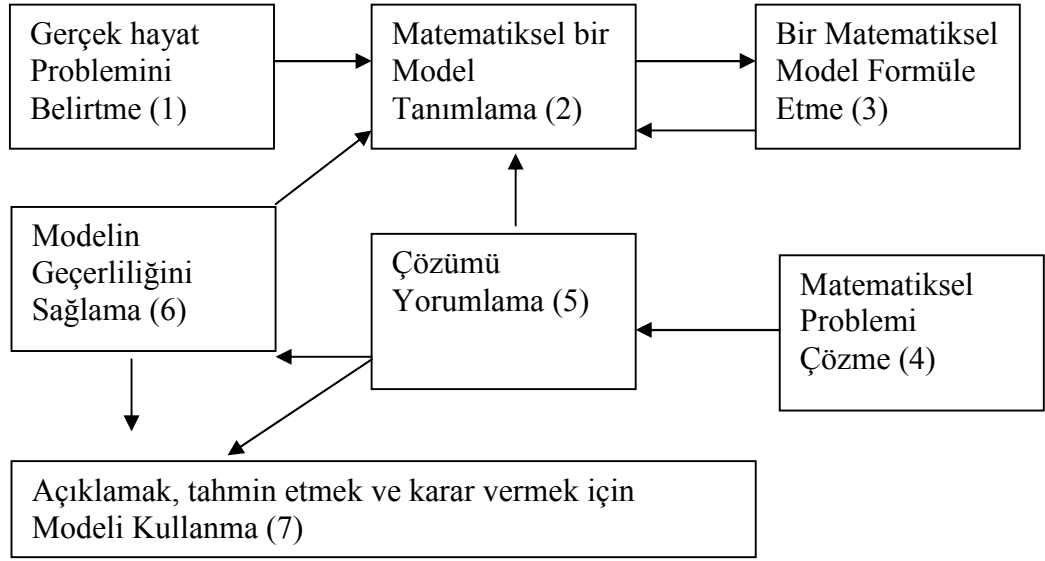 Gerçek hayat
Problemini
Belirtme (1)
Matematiksel bir
Model
Tanımlama (2)
Bir Matematiksel
Model Formüle
Etme (3)
Modelin
Geçerliliğini
Sağlama (6)
Çözümü
Yorumlama (5)
Matematiksel
Problemi
Çözme (4)
Açıklamak, tahmin etmek ve karar vermek için
Modeli Kullanma (7)